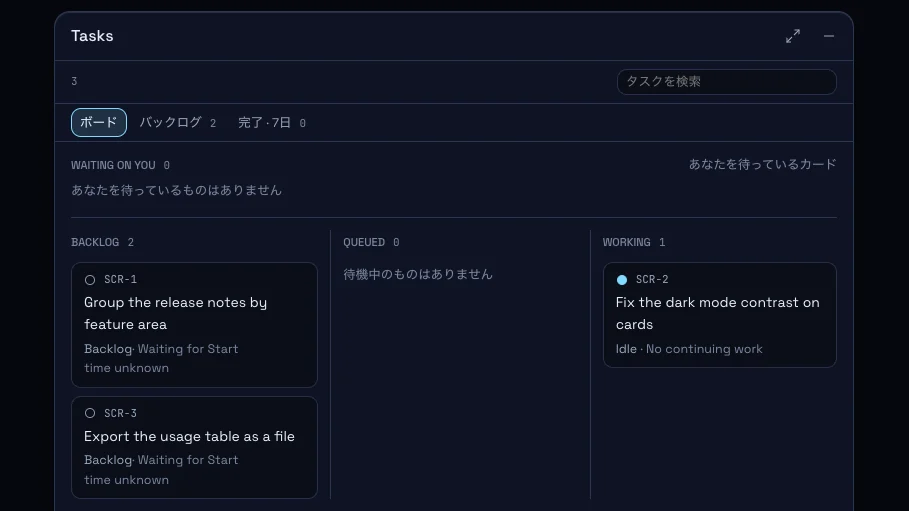 Tasks
3
タスクを検索
ボード
バックログ 2
完了 · 7日 0
WAITING ON YOU 0
あなたを待っているカード
あなたを待っているものはありません
BACKLOG 2
SCR-1
Group the release notes by
feature area
Backlog· Waiting for Start
time unknown
SCR-3
Export the usage table as a file
Backlog· Waiting for Start
time unknown
QUEUED 0
待機中のものはありません
WORKING 1
SCR-2
Fix the dark mode contrast on
cards
Idle · No continuing work